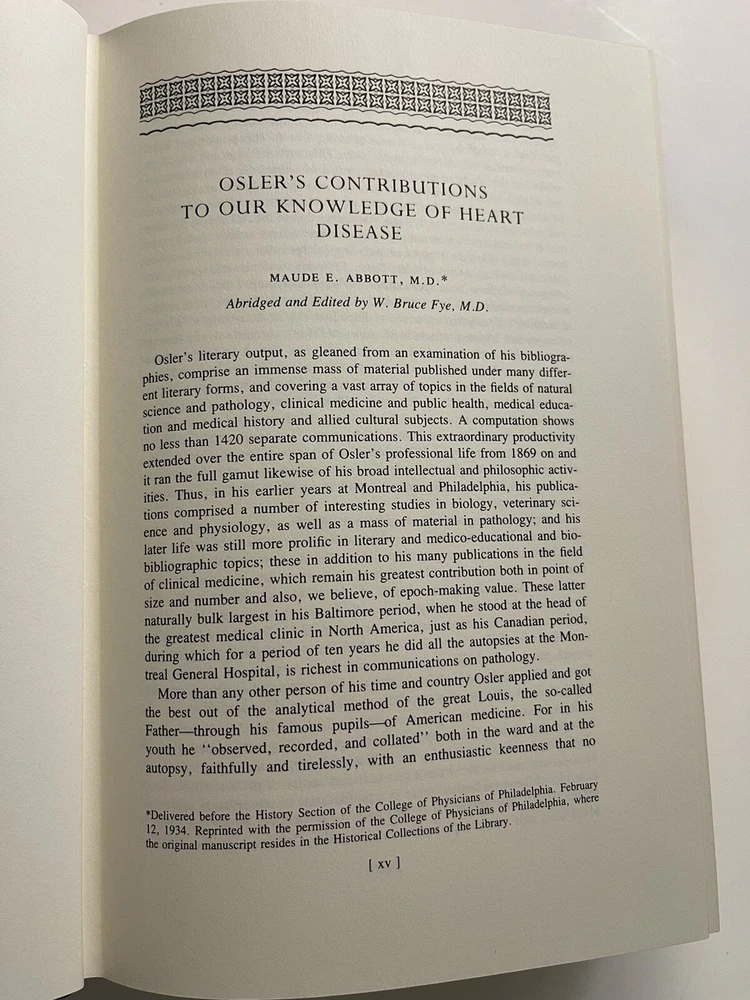 OSLER'S CONTRIBUTIONS
TO OUR KNOWLEDGE OF HEART
DISEASE
MAUDE E. ABBOTT, M.D.*
Abridged and Edited by W. Bruce Fye, M.D.
Osler's literary output, as gleaned from an examination of his bibliogra-
phies, comprise an immense mass of material published under many differ-
ent literary forms, and covering a vast array of topics in the fields of natural
science and pathology, clinical medicine and public health, medical educa-
tion and medical history and allied cultural subjects. A computation shows
no less than 1420 separate communications. This extraordinary productivity
extended over the entire span of Osler's professional life from 1869 on and
it ran the full gamut likewise of his broad intellectual and philosophic activ-
ities. Thus, in his earlier years at Montreal and Philadelphia, his publica-
tions comprised a number of interesting studies in biology, veterinary sci-
ence and physiology, as well as a mass of material in pathology; and his
later life was still more prolific in literary and medico-educational and bio-
bibliographic topics; these in addition to his many publications in the field
of clinical medicine, which remain his greatest contribution both in point of
size and number and also, we believe, of epoch-making value. These latter
naturally bulk largest in his Baltimore period, when he stood at the head of
the greatest medical clinic in North America, just as his Canadian period,
during which for a period of ten years he did all the autopsies at the Mon-
treal General Hospital, is richest in communications on pathology.
More than any other person of his time and country Osler applied and got
the best out of the analytical method of the great Louis, the so-called
Father—through his famous pupils—of American medicine. For in his
youth he "observed, recorded, and collated" both in the ward and at the
autopsy, faithfully and tirelessly, with an enthusiastic keenness that no
*Delivered before the History Section of the College of Physicians of Philadelphia. February
12, 1934. Reprinted with the permission of the College of Physicians of Philadelphia, where
the original manuscript resides in the Historical Collections of the Library.
[ xv ]